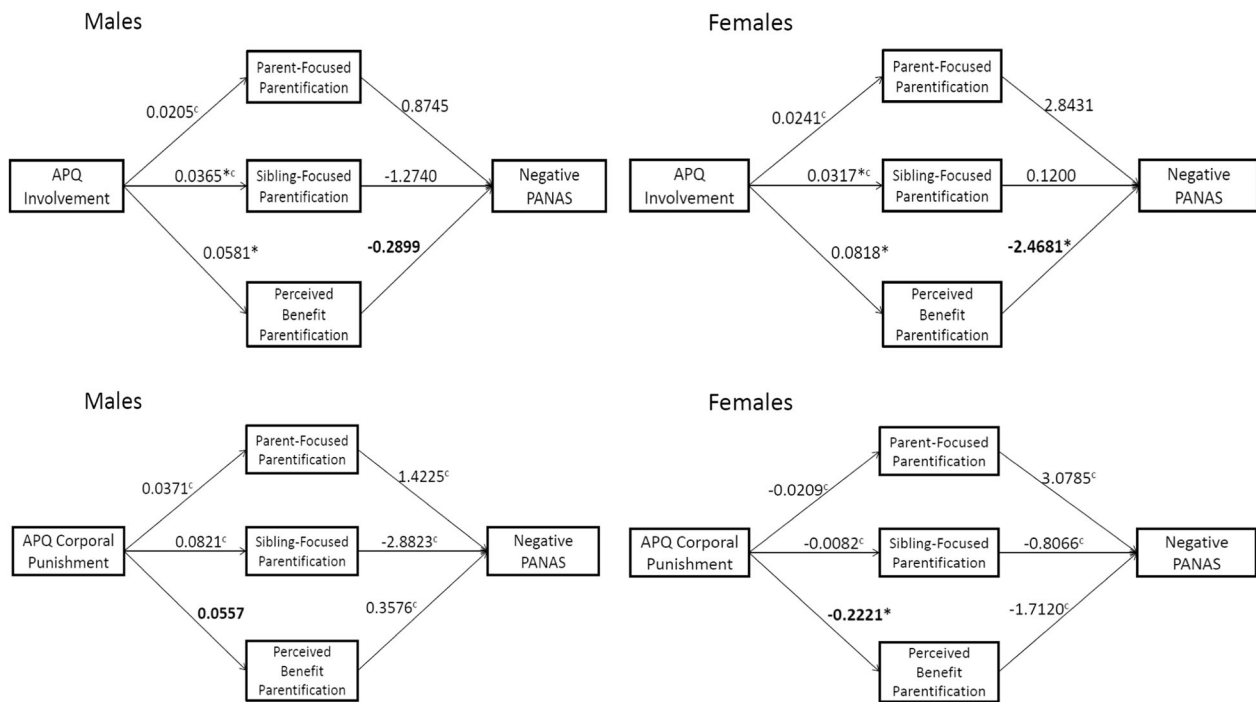 Males
Parent-Focused
Parentification
0.0205ᶜ
0.8745
APQ
Involvement
0.0365*ᶜ
Sibling-Focused
Parentification
-1.2740
Negative
PANAS
0.0581*
-0.2899
Perceived
Benefit
Parentification
Females
Parent-Focused
Parentification
0.0241ᶜ
2.8431
APQ
Involvement
0.0317*ᶜ
Sibling-Focused
Parentification
0.1200
Negative
PANAS
0.0818*
-2.4681*
Perceived
Benefit
Parentification
Males
Parent-Focused
Parentification
0.0371ᶜ
1.4225ᶜ
APQ Corporal
Punishment
0.0821ᶜ
Sibling-Focused
Parentification
-2.8823ᶜ
Negative
PANAS
0.0557
0.3576ᶜ
Perceived
Benefit
Parentification
Females
Parent-Focused
Parentification
-0.0209ᶜ
3.0785ᶜ
APQ Corporal
Punishment
-0.0082ᶜ
Sibling-Focused
Parentification
-0.8066ᶜ
Negative
PANAS
-0.2221*
-1.7120ᶜ
Perceived
Benefit
Parentification